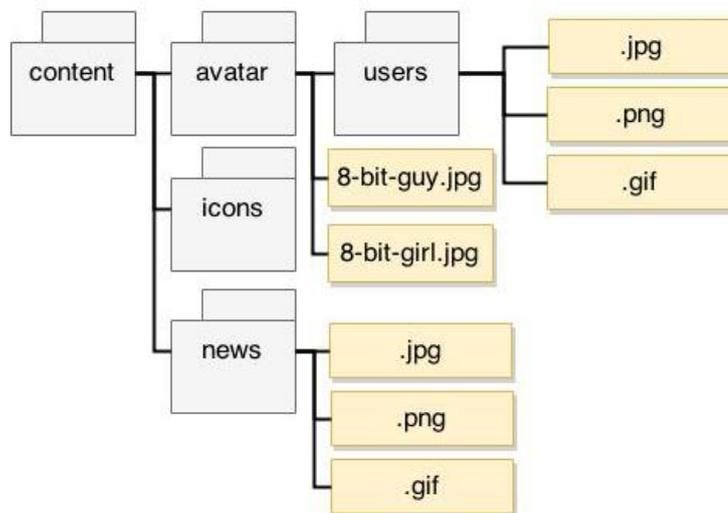 content
avatar
users
.jpg
.png
.gif
8-bit-guy.jpg
8-bit-girl.jpg
icons
news
.jpg
.png
.gif